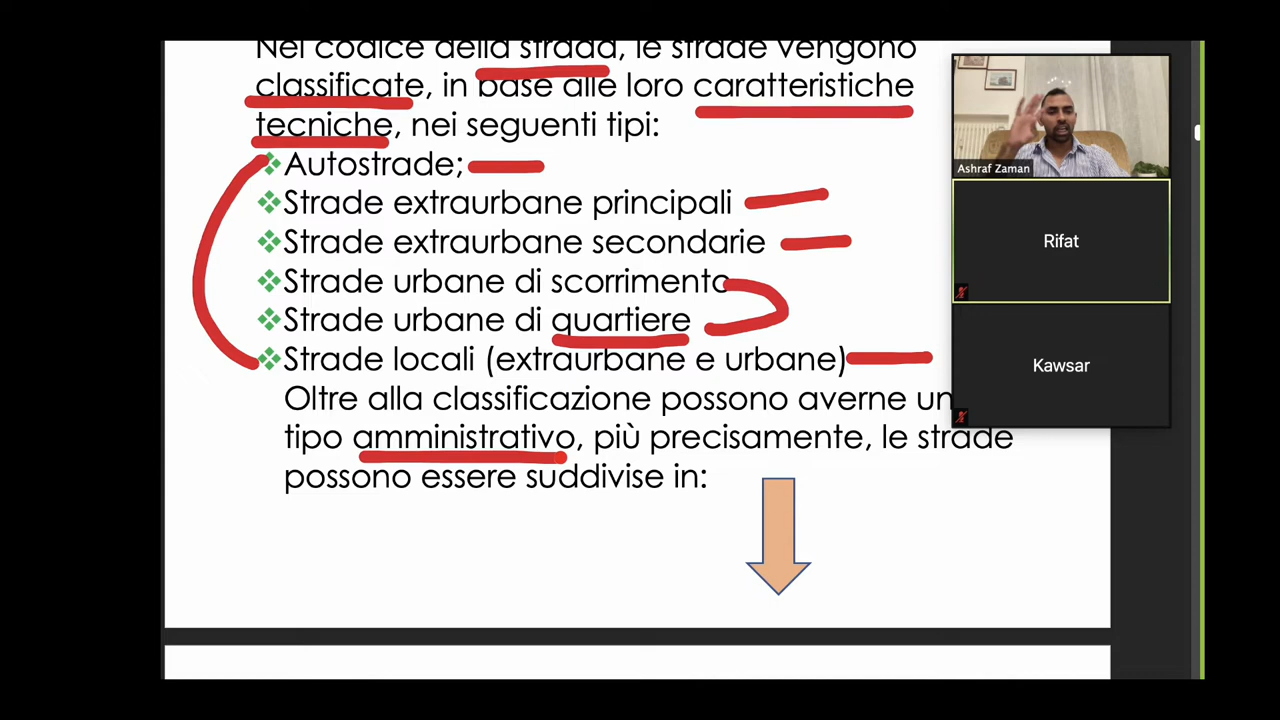 Nel codice della strada, le strade vengono
classificate, in base alle loro caratteristiche
tecniche, nei seguenti tipi:
Autostrade;
Strade extraurbane principali
Strade extraurbane secondarie
Strade urbane di scorrimento
Strade urbane di quartiere
Strade locali (extraurbane e urbane)
Oltre alla classificazione possono averne un
tipo amministrativo, più precisamente, le strade
possono essere suddivise in:
Ashraf Zaman
Rifat
Kawsar